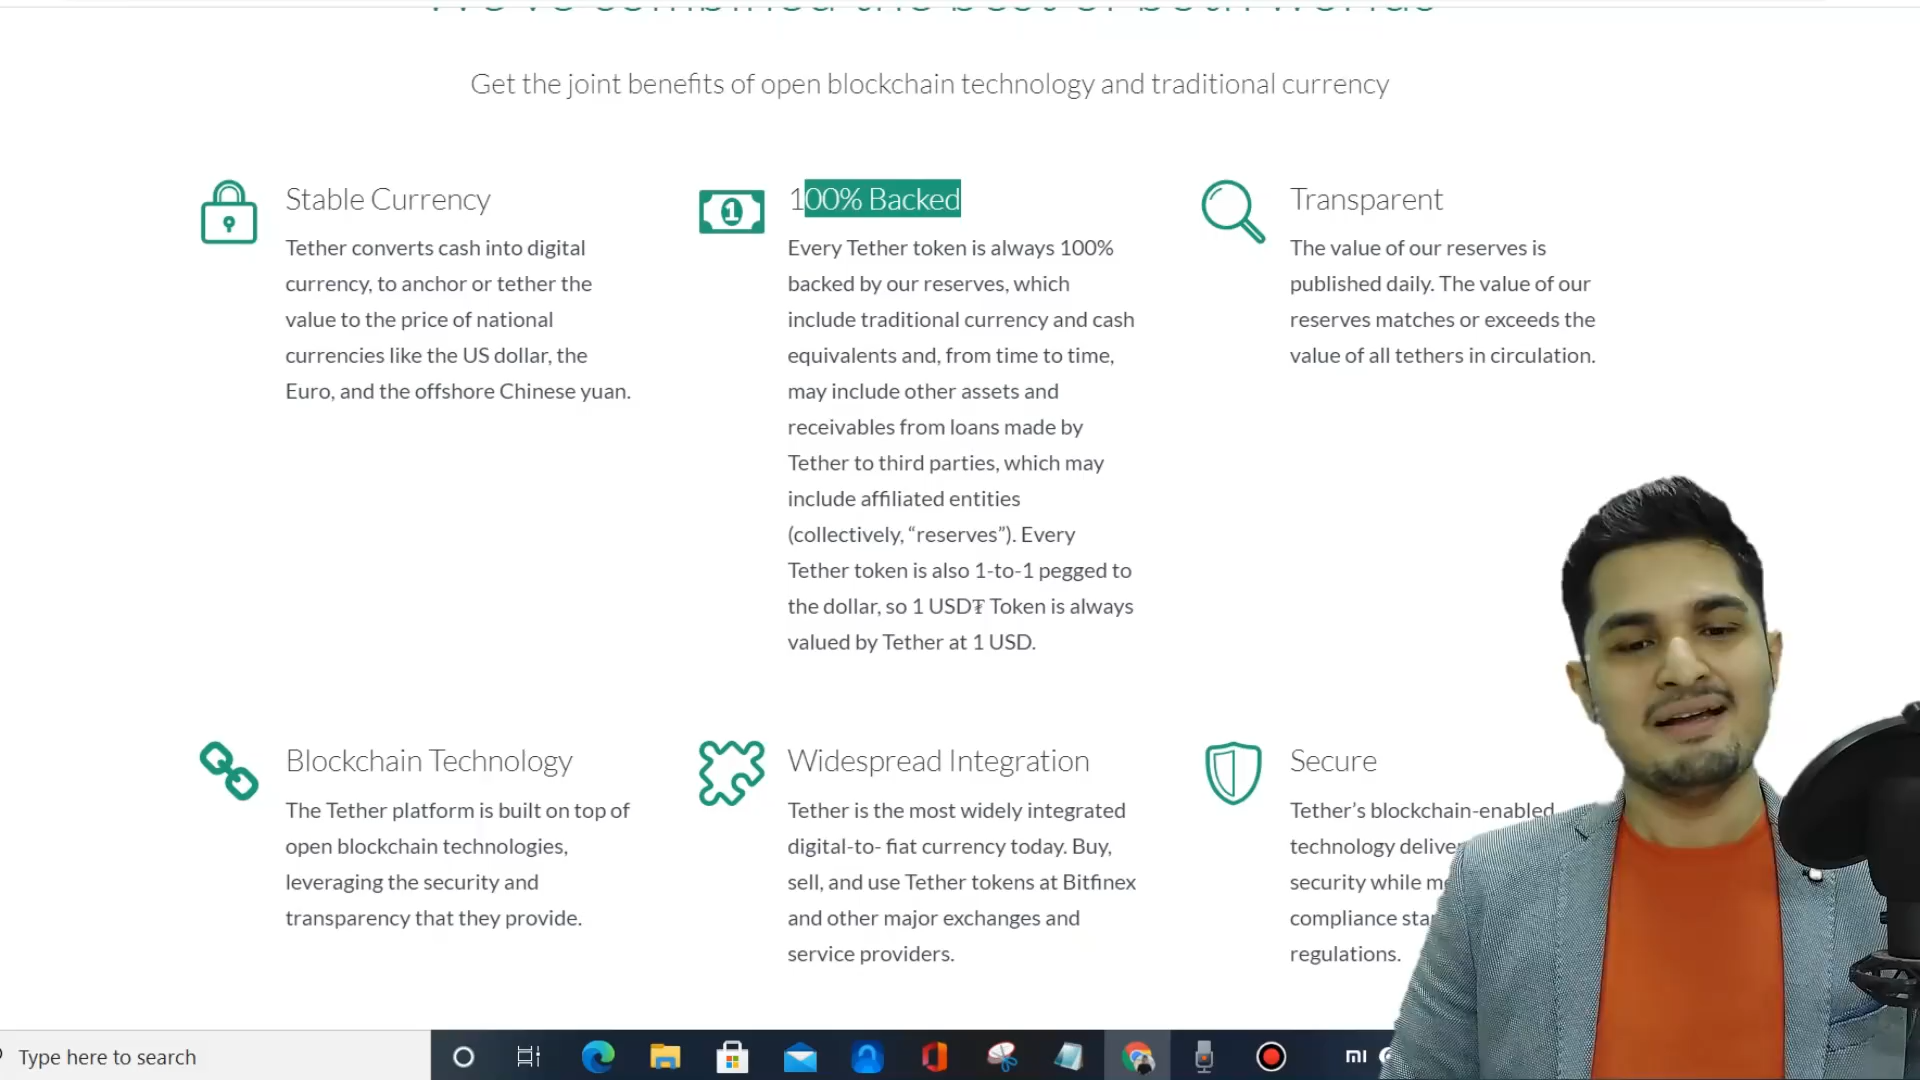 We've combined the best of both worlds
Get the joint benefits of open blockchain technology and traditional currency
Stable Currency
Tether converts cash into digital
currency, to anchor or tether the
value to the price of national
currencies like the US dollar, the
Euro, and the offshore Chinese yuan.
100% Backed
Every Tether token is always 100%
backed by our reserves, which
include traditional currency and cash
equivalents and, from time to time,
may include other assets and
receivables from loans made by
Tether to third parties, which may
include affiliated entities
(collectively, “reserves”). Every
Tether token is also 1-to-1 pegged to
the dollar, so 1 USD₮ Token is always
valued by Tether at 1 USD.
Transparent
The value of our reserves is
published daily. The value of our
reserves matches or exceeds the
value of all tethers in circulation.
Blockchain Technology
The Tether platform is built on top of
open blockchain technologies,
leveraging the security and
transparency that they provide.
Widespread Integration
Tether is the most widely integrated
digital-to- fiat currency today. Buy,
sell, and use Tether tokens at Bitfinex
and other major exchanges and
service providers.
Secure
Tether’s blockchain-enabled
technology
security while
compliance
regulations.
Type here to search